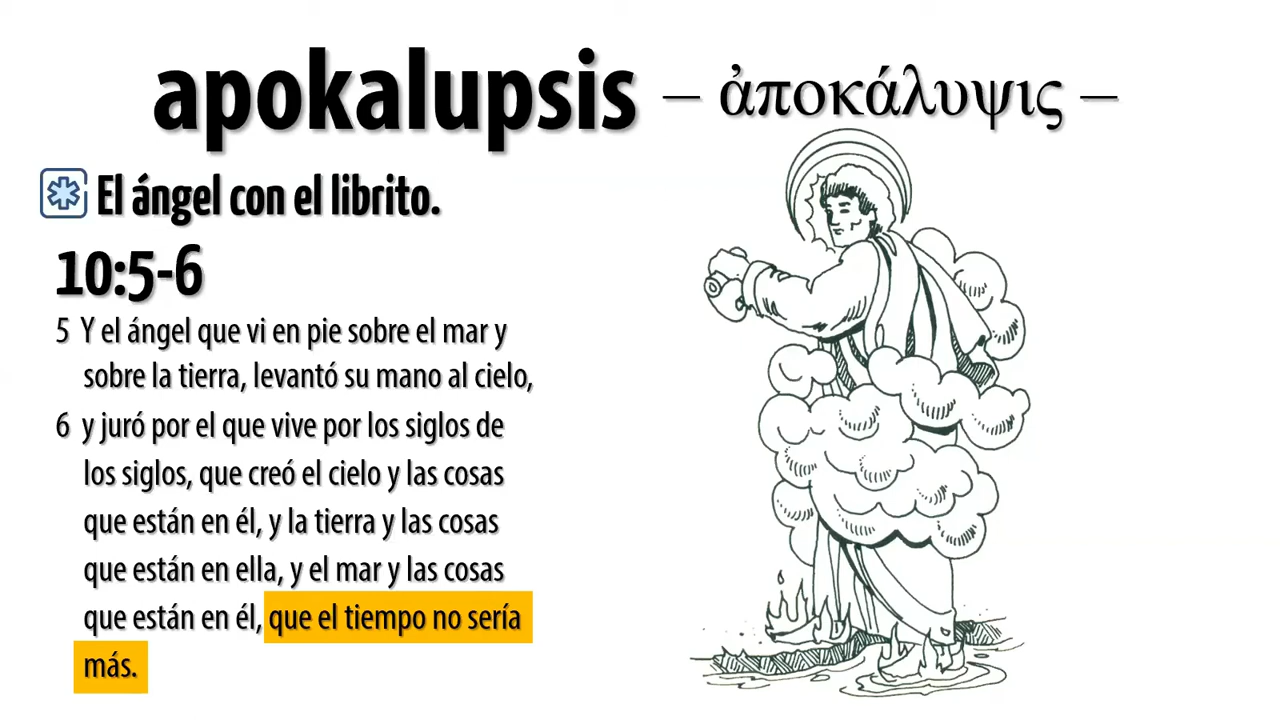 apokalupsis – ἀποκάλυψις –
El ángel con el librito.
10:5-6
5 Y el ángel que vi en pie sobre el mar y
sobre la tierra, levantó su mano al cielo,
6 y juró por el que vive por los siglos de
los siglos, que creó el cielo y las cosas
que están en él, y la tierra y las cosas
que están en ella, y el mar y las cosas
que están en él, que el tiempo no sería
más.